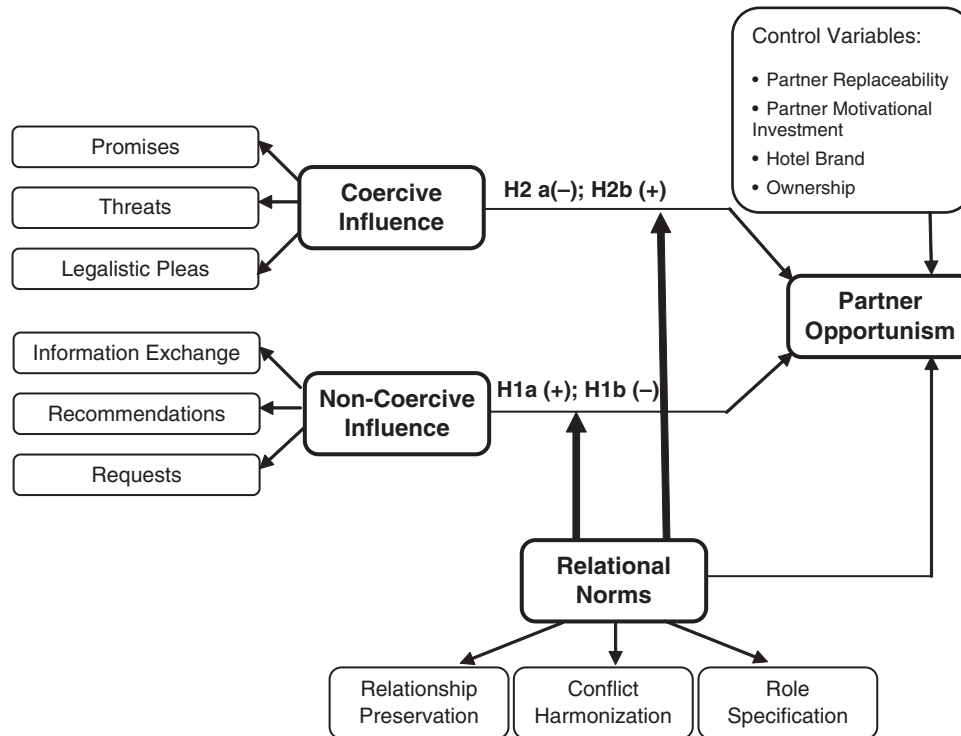 Control Variables:
• Partner Replaceability
• Partner Motivational
Investment
• Hotel Brand
• Ownership
Promises
Threats
Legalistic Pleas
Coercive
Influence
H2 a(–); H2b (+)
Partner
Opportunism
Information Exchange
Recommendations
Requests
Non-Coercive
Influence
H1a (+); H1b (–)
Relational
Norms
Relationship
Preservation
Conflict
Harmonization
Role
Specification